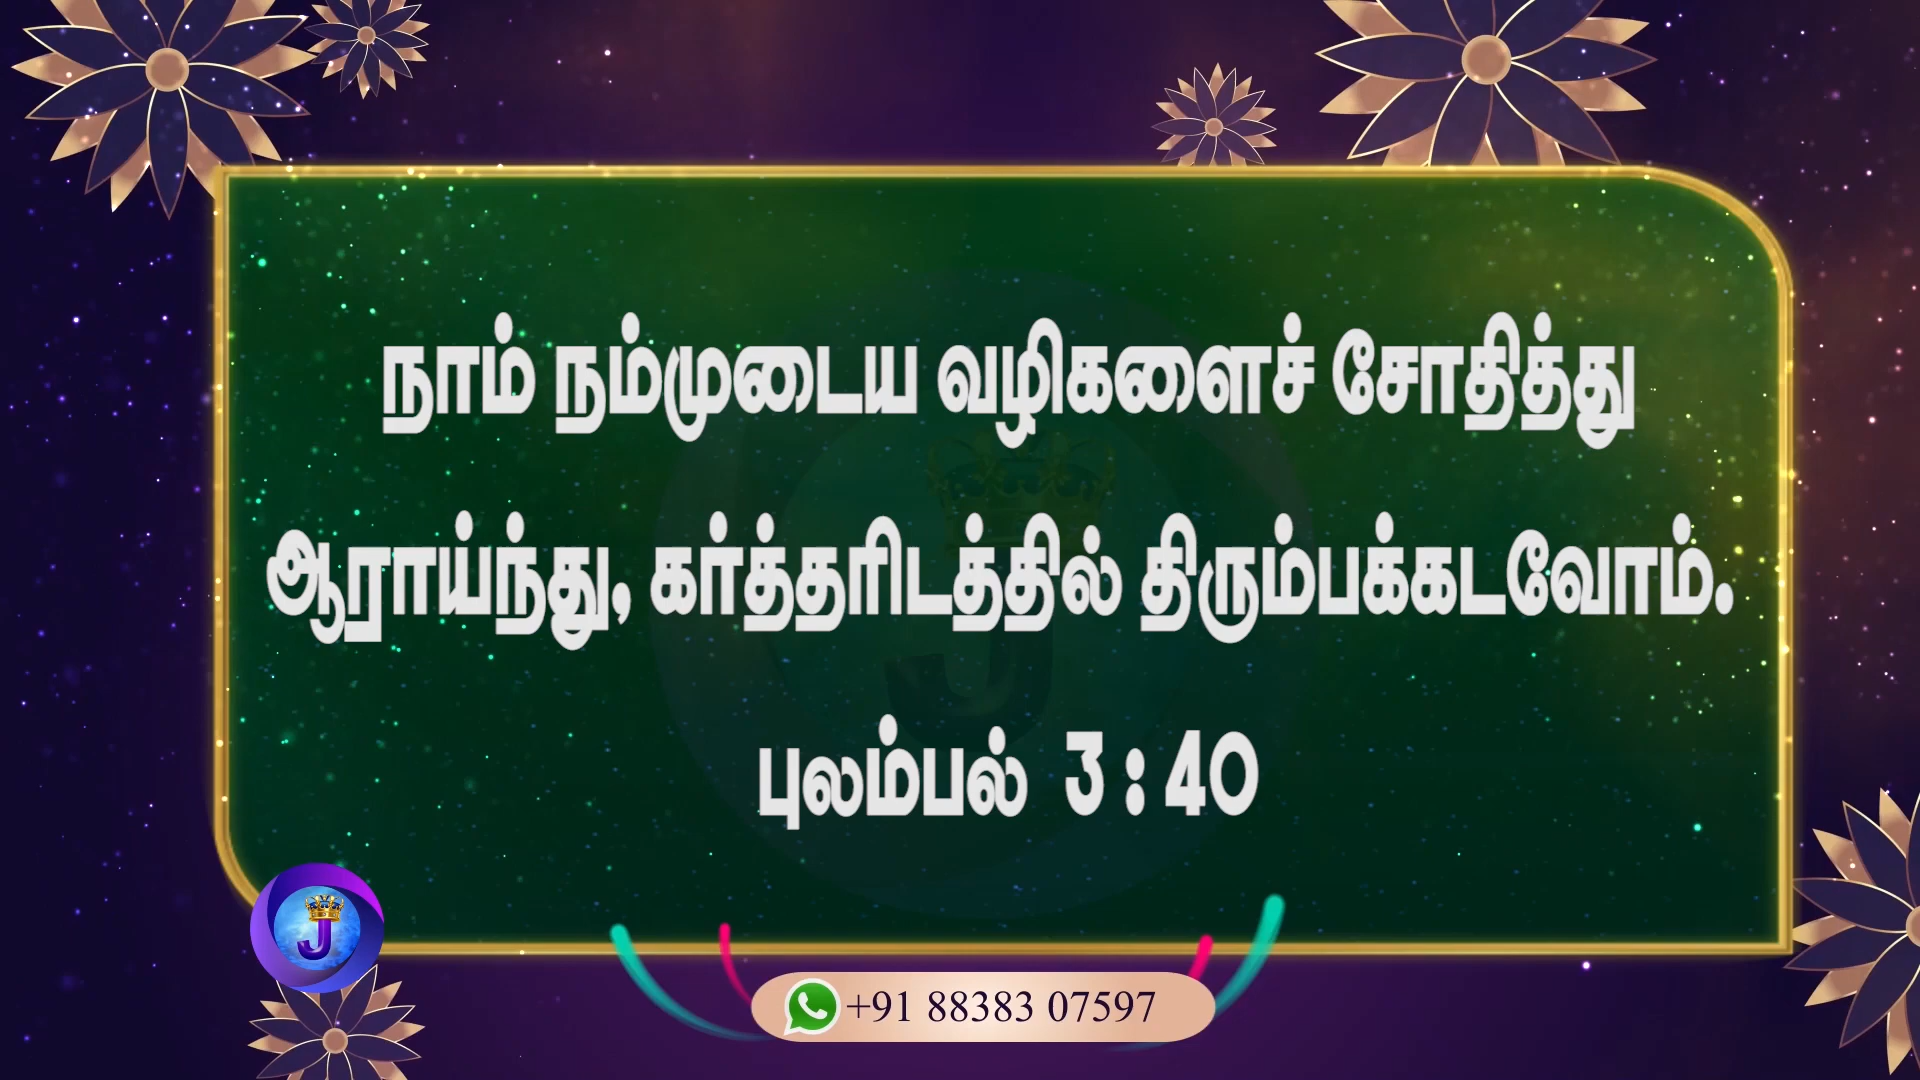 நாம் நம்முடைய வழிகளைச் சோதித்து
ஆராய்ந்து, கர்த்தரிடத்தில் திரும்பக்கடவோம்.
புலம்பல் 3 : 40
J
+91 88383 07597